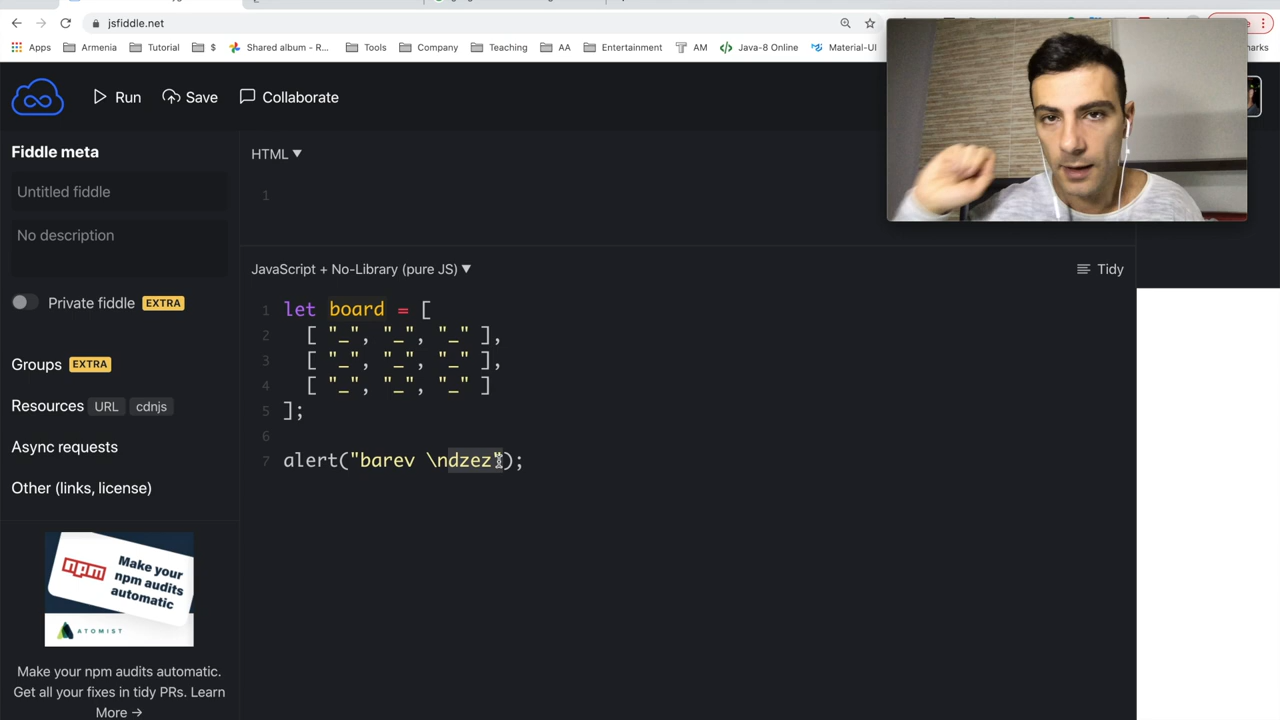 jsfiddle.net
Apps Armenia Tutorial $ Shared album - R... Tools Company Teaching AA Entertainment AM Java-8 Online Material-UI
Run Save Collaborate
Fiddle meta
Untitled fiddle
No description
Private fiddle EXTRA
Groups EXTRA
Resources URL cdnjs
Async requests
Other (links, license)
npm
Make your
npm audits
automatic
ATOMIST
Make your npm audits automatic.
Get all your fixes in tidy PRs. Learn
More →
HTML ▼
1
JavaScript + No-Library (pure JS) ▼
Tidy
1 let board = [
2 [ "_", "_", "_" ],
3 [ "_", "_", "_" ],
4 [ "_", "_", "_" ]
5 ];
6
7 alert("barev \ndzez");